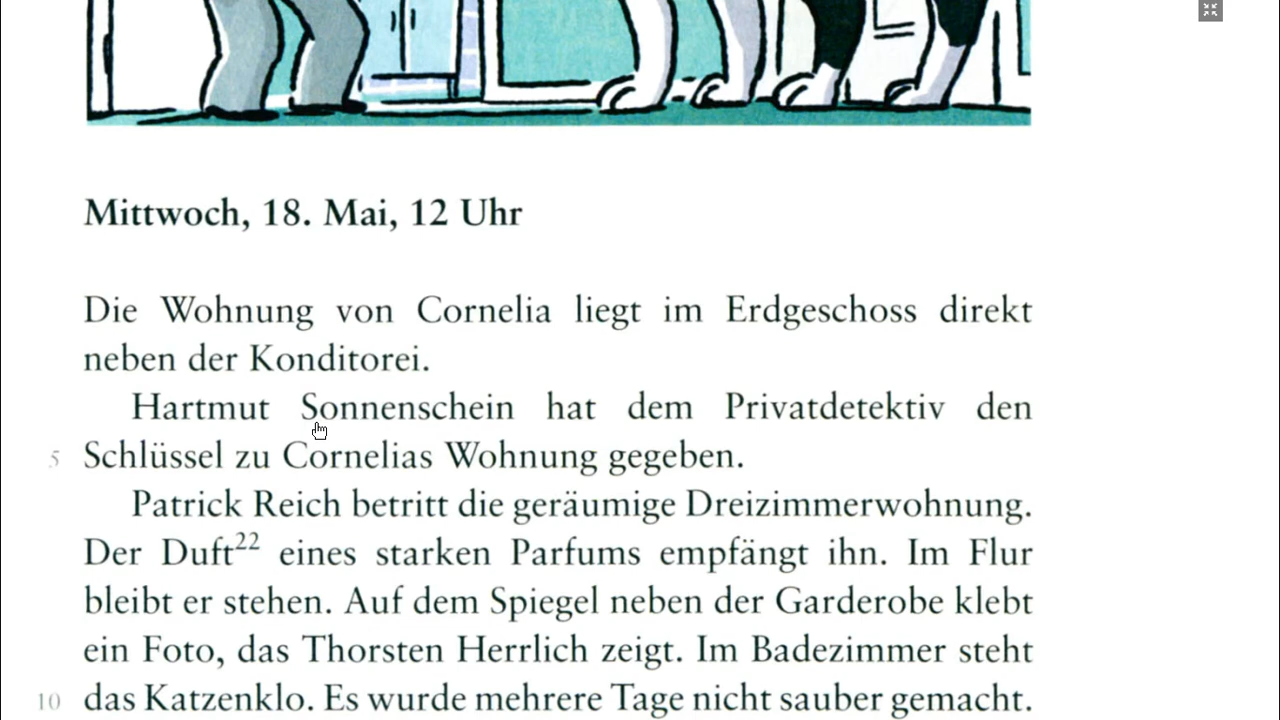 Mittwoch, 18. Mai, 12 Uhr
Die Wohnung von Cornelia liegt im Erdgeschoss direkt
neben der Konditorei.
Hartmut Sonnenschein hat dem Privatdetektiv den
5 Schlüssel zu Cornelias Wohnung gegeben.
Patrick Reich betritt die geräumige Dreizimmerwohnung.
Der Duft22 eines starken Parfums empfängt ihn. Im Flur
bleibt er stehen. Auf dem Spiegel neben der Garderobe klebt
ein Foto, das Thorsten Herrlich zeigt. Im Badezimmer steht
10 das Katzenklo. Es wurde mehrere Tage nicht sauber gemacht.